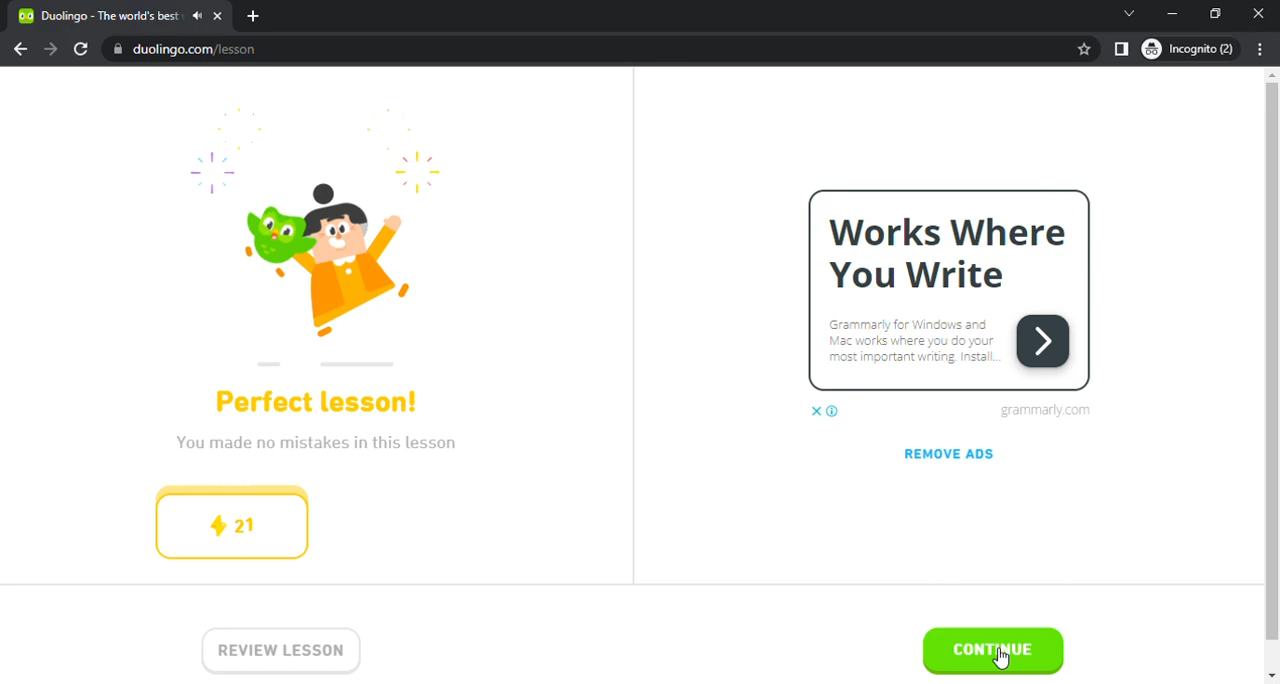 Duolingo - The world's best
duolingo.com/lesson
Incognito (2)
Perfect lesson!
You made no mistakes in this lesson
21
Works Where
You Write
Grammarly for Windows and
Mac works where you do your
most important writing. Install...
grammarly.com
REMOVE ADS
REVIEW LESSON
CONTINUE